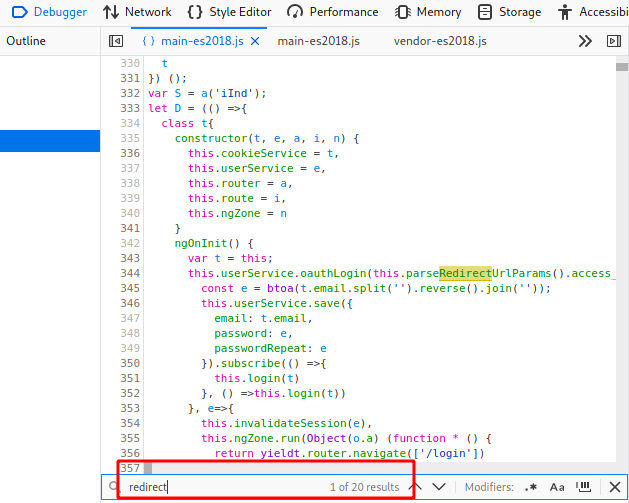 Debugger Network { } Style Editor Performance Memory Storage Accessibi
Outline { } main-es2018.js main-es2018.js vendor-es2018.js
330 t
331 }) ();
332 var S = a('iInd');
333 let D = (() =>{
334 class t{
335 constructor(t, e, a, i, n) {
336 this.cookieService = t,
337 this.userService = e,
338 this.router = a,
339 this.route = i,
340 this.ngZone = n
341 }
342 ngOnInit() {
343 var t = this;
344 this.userService.oauthLogin(this.parseRedirectUrlParams().access_
345 const e = btoa(t.email.split('').reverse().join(''));
346 this.userService.save({
347 email: t.email,
348 password: e,
349 passwordRepeat: e
350 }).subscribe(() =>{
351 this.login(t)
352 }, () =>this.login(t))
353 }, e=>{
354 this.invalidateSession(e),
355 this.ngZone.run(Object(o.a) (function * () {
356 return yieldt.router.navigate(['/login'])
357
redirect 1 of 20 results Modifiers: .* Aa